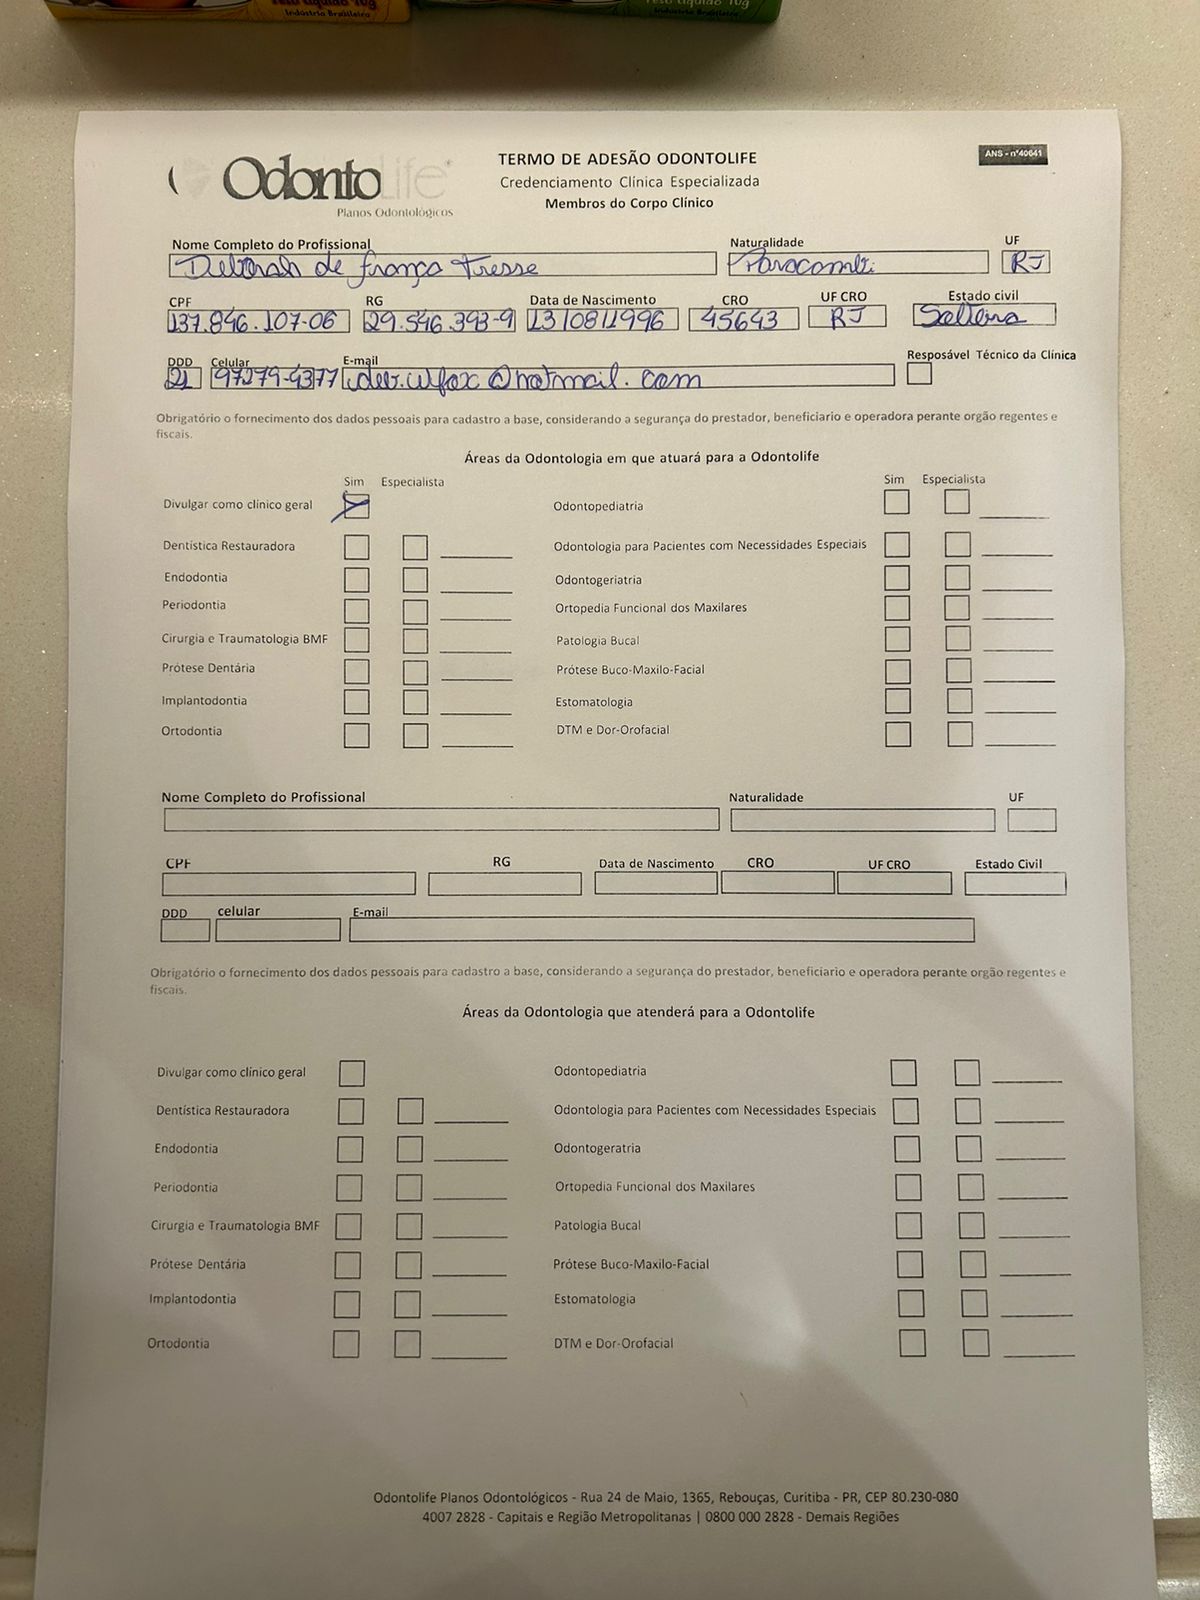 Peso Líquido 10g
Indústria Brasileira
Peso Líquido 10g
Indústria Brasileira
OdontoLife
Planos Odontológicos
TERMO DE ADESÃO ODONTOLIFE
Credenciamento Clínica Especializada
Membros do Corpo Clínico
ANS - nº40641
Nome Completo do Profissional Naturalidade UF
Deborah de França Tresse Paracambi RJ
CPF RG Data de Nascimento CRO UF CRO Estado civil
137.846.107-06 29.546.393-9 13/08/1996 45643 RJ Solteira
DDD Celular E-mail Resposável Técnico da Clínica
21 97279-4377 @hotmail.com
Obrigatório o fornecimento dos dados pessoais para cadastro a base, considerando a segurança do prestador, beneficiario e operadora perante orgão regentes e
fiscais.
Áreas da Odontologia em que atuará para a Odontolife
Sim Especialista Sim Especialista
Divulgar como clínico geral Odontopediatria
Dentística Restauradora Odontologia para Pacientes com Necessidades Especiais
Endodontia Odontogeriatria
Periodontia Ortopedia Funcional dos Maxilares
Cirurgia e Traumatologia BMF Patologia Bucal
Prótese Dentária Prótese Buco-Maxilo-Facial
Implantodontia Estomatologia
Ortodontia DTM e Dor-Orofacial
Nome Completo do Profissional Naturalidade UF
CPF RG Data de Nascimento CRO UF CRO Estado Civil
DDD celular E-mail
Obrigatório o fornecimento dos dados pessoais para cadastro a base, considerando a segurança do prestador, beneficiario e operadora perante orgão regentes e
fiscais.
Áreas da Odontologia que atenderá para a Odontolife
Divulgar como clínico geral Odontopediatria
Dentística Restauradora Odontologia para Pacientes com Necessidades Especiais
Endodontia Odontogeratria
Periodontia Ortopedia Funcional dos Maxilares
Cirurgia e Traumatologia BMF Patologia Bucal
Prótese Dentária Prótese Buco-Maxilo-Facial
Implantodontia Estomatologia
Ortodontia DTM e Dor-Orofacial
Odontolife Planos Odontológicos - Rua 24 de Maio, 1365, Rebouças, Curitiba - PR, CEP 80.230-080
4007 2828 - Capitais e Região Metropolitanas | 0800 000 2828 - Demais Regiões